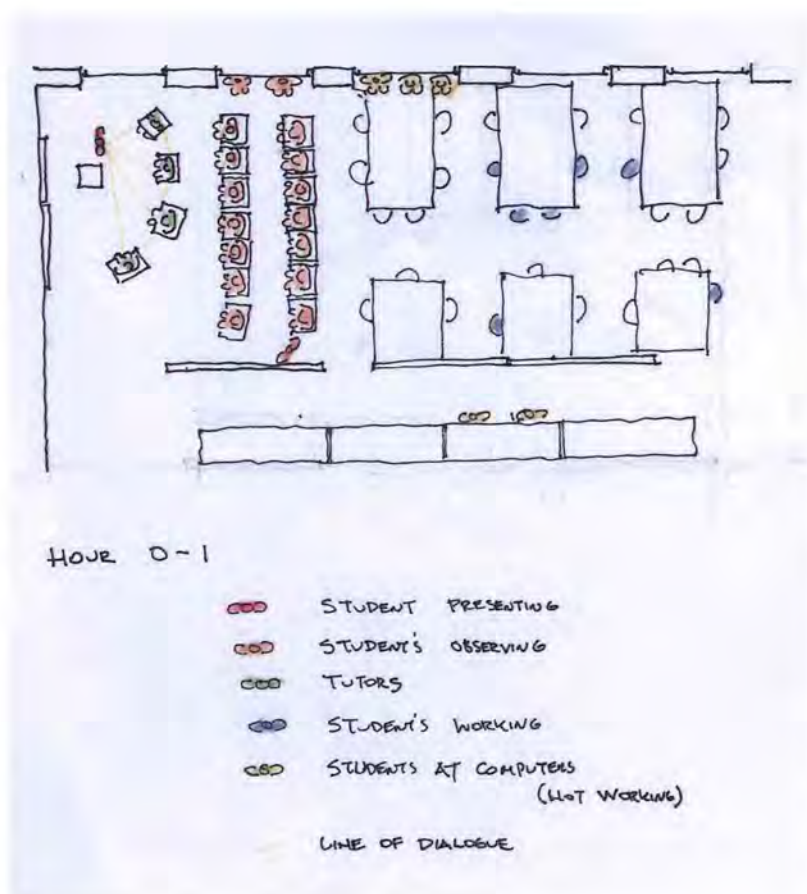 HOUR 0-1
STUDENT PRESENTING
STUDENT'S OBSERVING
TUTORS
STUDENT'S WORKING
STUDENTS AT COMPUTERS
(NOT WORKING)
LINE OF DIALOGUE